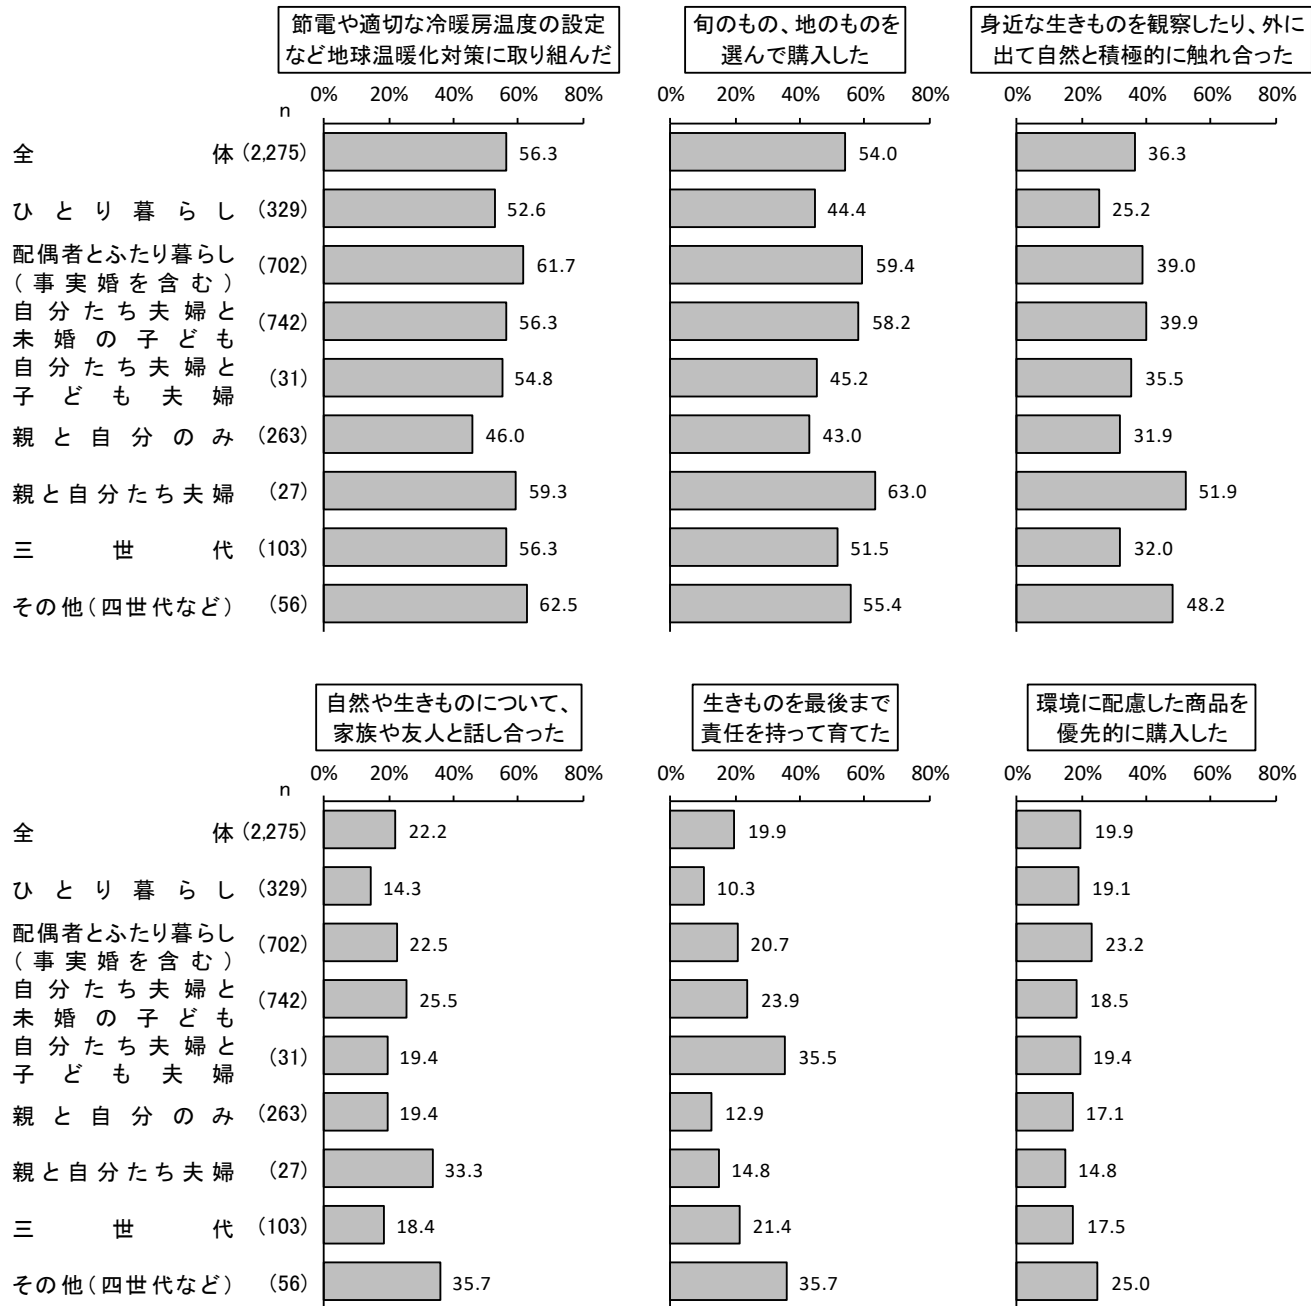 節電や適切な冷暖房温度の設定
など地球温暖化対策に取り組んだ
旬のもの、地のものを
選んで購入した
身近な生きものを観察したり、外に
出て自然と積極的に触れ合った
0% 20% 40% 60% 80% 0% 20% 40% 60% 80% 0% 20% 40% 60% 80%
n
全体 (2,275) 56.3 54.0 36.3
ひとり暮らし (329) 52.6 44.4 25.2
配偶者とふたり暮らし
(事実婚を含む) (702) 61.7 59.4 39.0
自分たち夫婦と
未婚の子ども (742) 56.3 58.2 39.9
自分たち夫婦と
子ども夫婦 (31) 54.8 45.2 35.5
親と自分のみ (263) 46.0 43.0 31.9
親と自分たち夫婦 (27) 59.3 63.0 51.9
三世代 (103) 56.3 51.5 32.0
その他(四世代など) (56) 62.5 55.4 48.2
自然や生きものについて、
家族や友人と話し合った
生きものを最後まで
責任を持って育てた
環境に配慮した商品を
優先的に購入した
0% 20% 40% 60% 80% 0% 20% 40% 60% 80% 0% 20% 40% 60% 80%
n
全体 (2,275) 22.2 19.9 19.9
ひとり暮らし (329) 14.3 10.3 19.1
配偶者とふたり暮らし
(事実婚を含む) (702) 22.5 20.7 23.2
自分たち夫婦と
未婚の子ども (742) 25.5 23.9 18.5
自分たち夫婦と
子ども夫婦 (31) 19.4 35.5 19.4
親と自分のみ (263) 19.4 12.9 17.1
親と自分たち夫婦 (27) 33.3 14.8 14.8
三世代 (103) 18.4 21.4 17.5
その他(四世代など) (56) 35.7 35.7 25.0